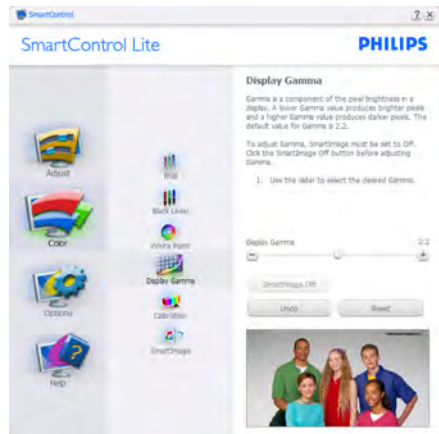 SmartControl
SmartControl Lite
PHILIPS
Display Gamma
Gamma is a component of the pixel brightness in a
display. A lower Gamma value produces brighter pixels
and a higher Gamma value produces darker pixels. The
default value for Gamma is 2.2.
To adjust Gamma, SmartImage must be set to Off.
Click the SmartImage Off button before adjusting
Gamma.
1. Use the slider to select the desired Gamma.
Adjust
Color
Options
Help
RGB
Black Level
White Point
Display Gamma
Calibration
SmartImage
Display Gamma
2.2
SmartImage Off
Undo
Reset